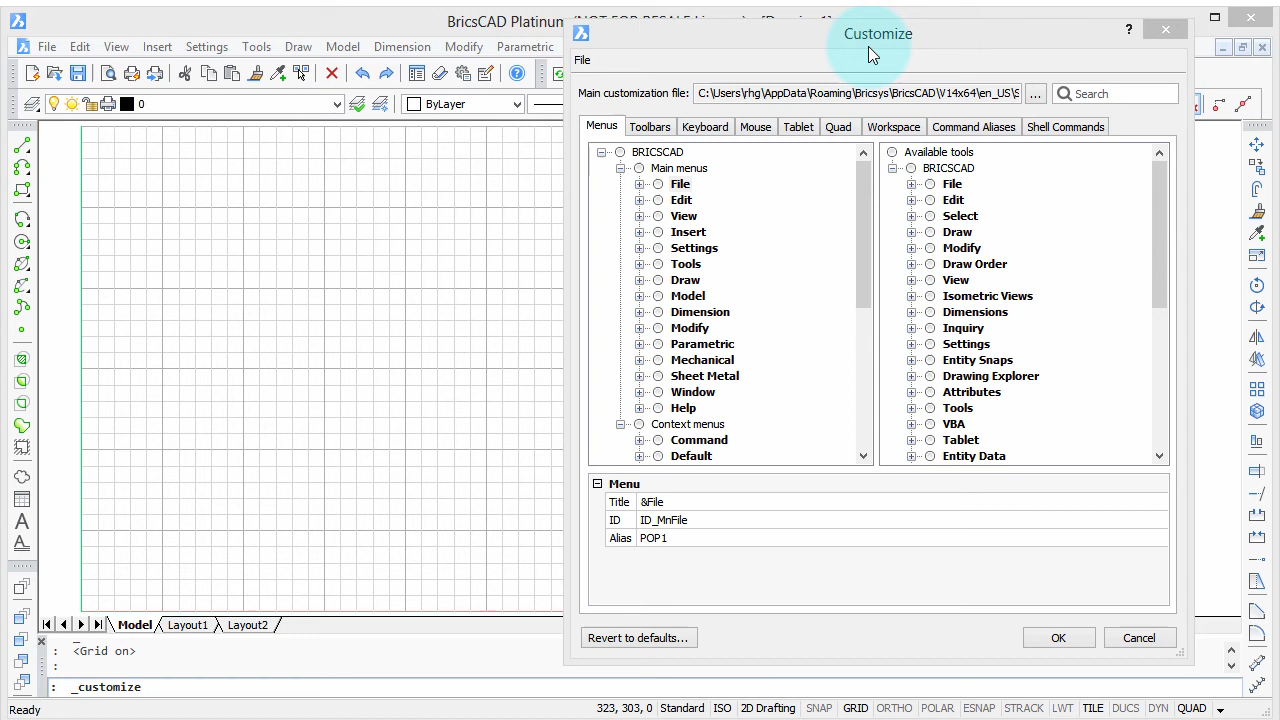 BricsCAD Platinum
Customize
?
File Edit View Insert Settings Tools Draw Model Dimension Modify Parametric
File
Main customization file: C:\Users\rhg\AppData\Roaming\Bricsys\BricsCAD\V14x64\en_US\S ... Search
0 ByLayer
Menus Toolbars Keyboard Mouse Tablet Quad Workspace Command Aliases Shell Commands
BRICSCAD
Main menus
File
Edit
View
Insert
Settings
Tools
Draw
Model
Dimension
Modify
Parametric
Mechanical
Sheet Metal
Window
Help
Context menus
Command
Default
Available tools
BRICSCAD
File
Edit
Select
Draw
Modify
Draw Order
View
Isometric Views
Dimensions
Inquiry
Settings
Entity Snaps
Drawing Explorer
Attributes
Tools
VBA
Tablet
Entity Data
Menu
Title &File
ID ID_MnFile
Alias POP1
Model Layout1 Layout2
Revert to defaults... OK Cancel
: <Grid on>
:
: _customize
Ready 323, 303, 0 Standard ISO 2D Drafting SNAP GRID ORTHO POLAR ESNAP STRACK LWT TILE DUCS DYN QUAD